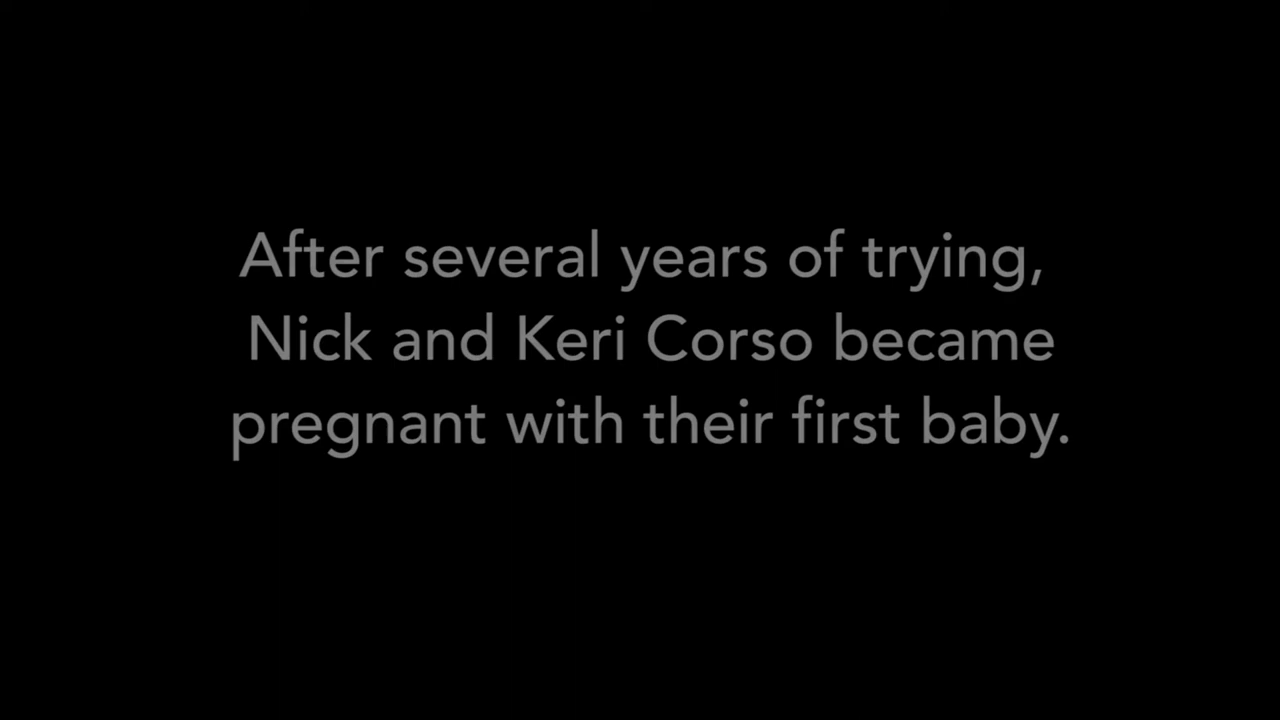 After several years of trying,
Nick and Keri Corso became
pregnant with their first baby.